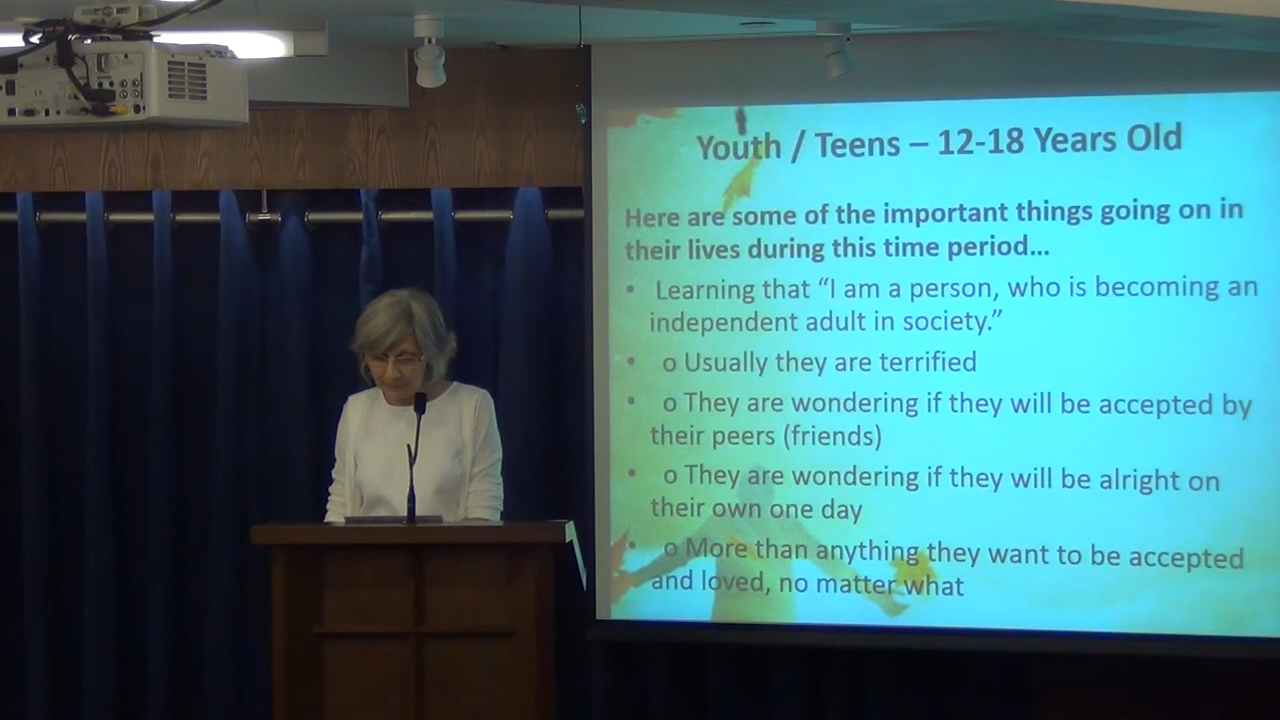 Youth / Teens – 12-18 Years Old
Here are some of the important things going on in
their lives during this time period...
• Learning that “I am a person, who is becoming an
independent adult in society.”
• o Usually they are terrified
• o They are wondering if they will be accepted by
their peers (friends)
• o They are wondering if they will be alright on
their own one day
• o More than anything they want to be accepted
and loved, no matter what